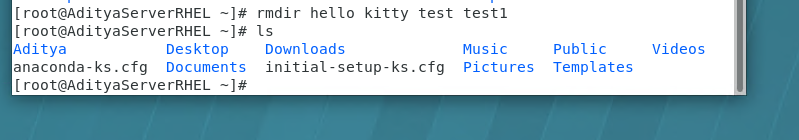 [root@AdityaServerRHEL ~]# rmdir hello kitty test test1
[root@AdityaServerRHEL ~]# ls
Aditya           Desktop    Downloads             Music     Public     Videos
anaconda-ks.cfg  Documents  initial-setup-ks.cfg  Pictures  Templates
[root@AdityaServerRHEL ~]#